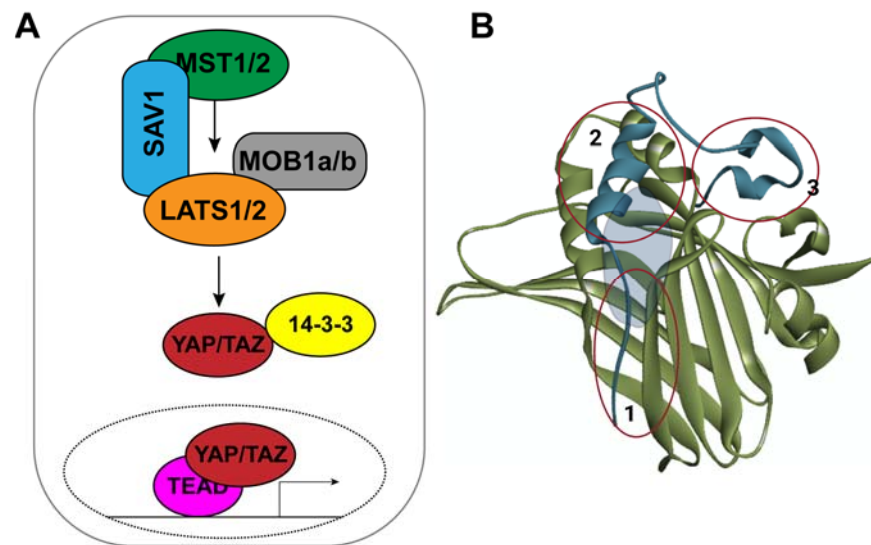 A
MST1/2
SAV1
MOB1a/b
LATS1/2
14-3-3
YAP/TAZ
YAP/TAZ
TEAD
B
2
3
1